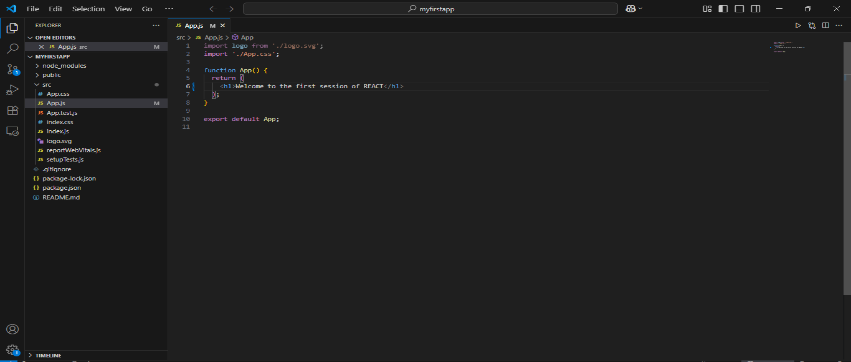 File Edit Selection View Go ··· myfirstapp
EXPLORER ···
OPEN EDITORS
JS App.js src M
MYFIRSTAPP
node_modules
public
src
# App.css
JS App.js M
JS App.test.js
# index.css
JS index.js
logo.svg
JS reportWebVitals.js
JS setupTests.js
.gitignore
{} package-lock.json
{} package.json
README.md
TIMELINE
JS App.js M
src > JS App.js > App
1 import logo from './logo.svg';
2 import './App.css';
3
4 function App() {
5 return (
6 <h1>Welcome to the first session of REACT</h1>
7 );
8 }
9
10 export default App;
11